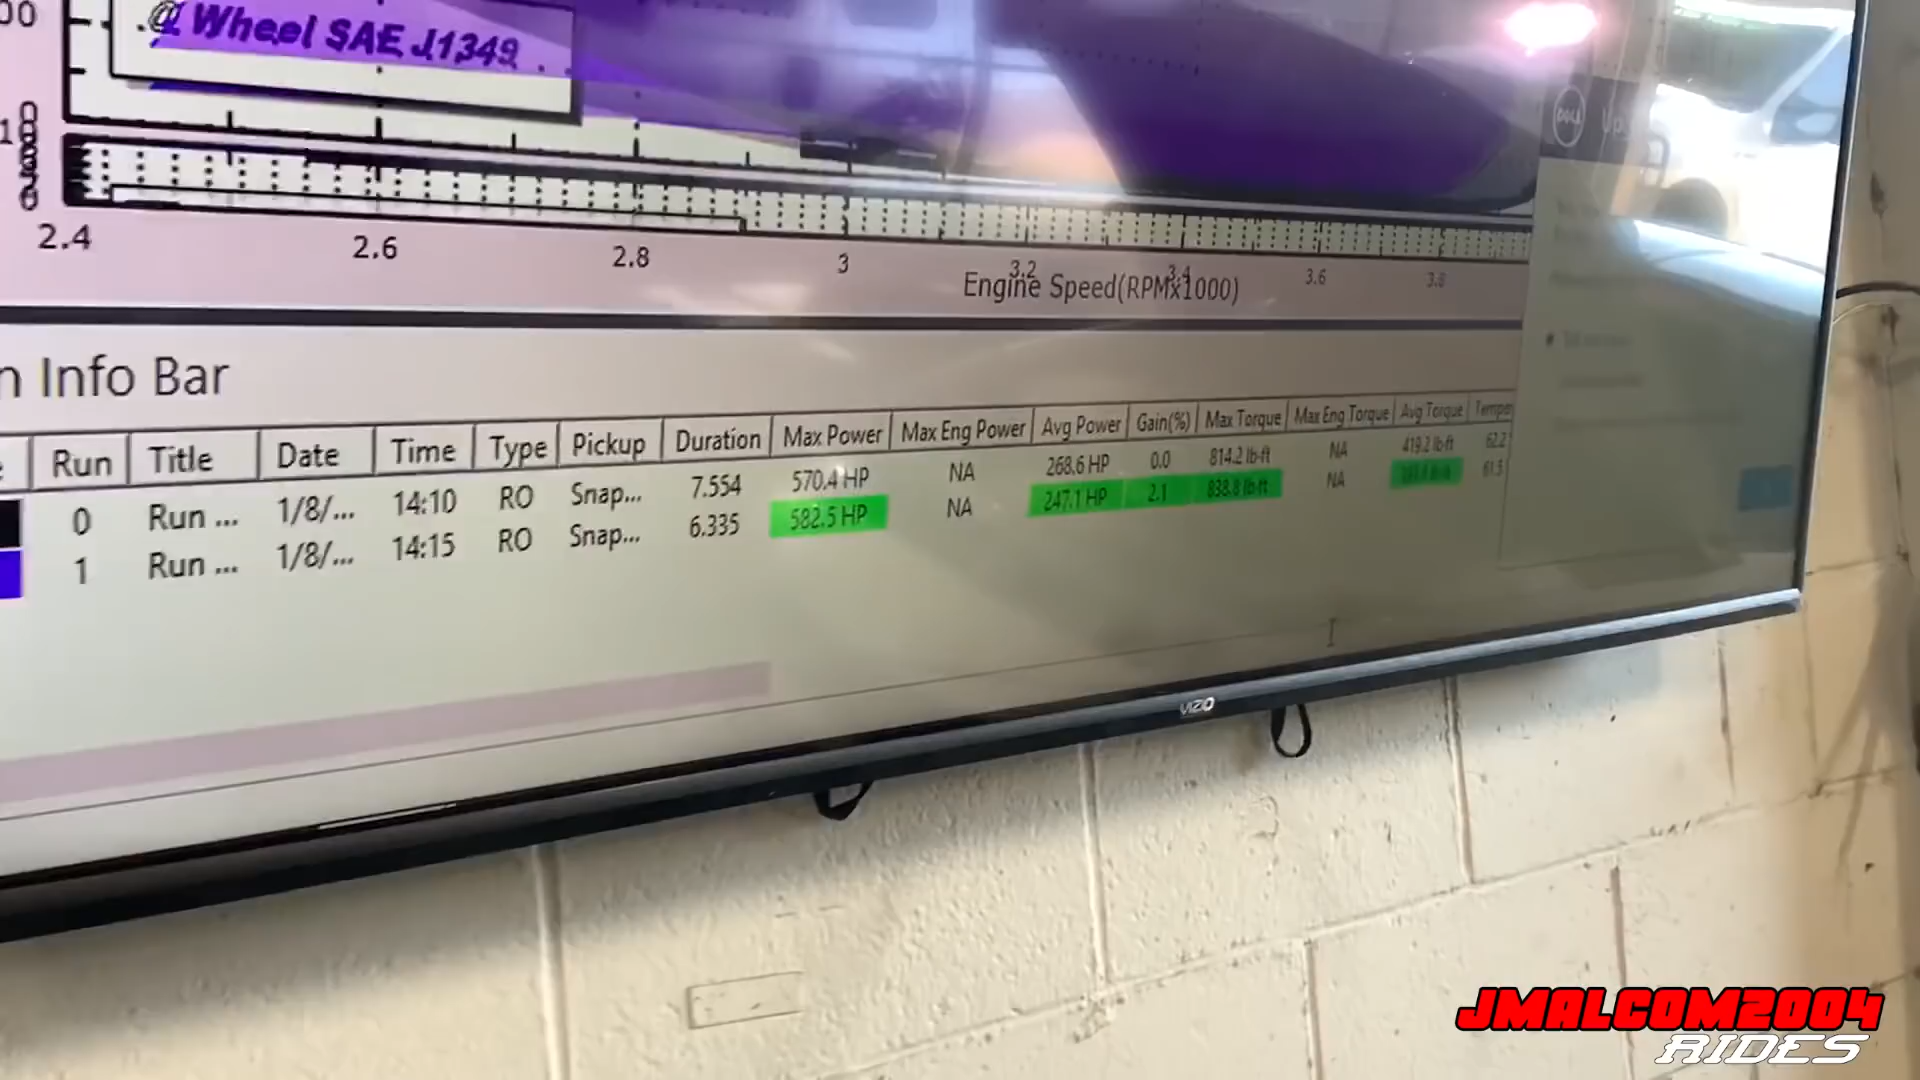 @ Wheel SAE J1349
2.4 2.6 2.8 3 3.2 3.4 3.6 3.8
Engine Speed(RPMx1000)
Info Bar
Run Title Date Time Type Pickup Duration Max Power Max Eng Power Avg Power Gain(%) Max Torque Max Eng Torque Avg Torque
0 Run ... 1/8/... 14:10 RO Snap... 7.554 570.4 HP NA 268.6 HP 0.0 814.2 lb-ft NA 419.2 lb-ft 62.2
1 Run ... 1/8/... 14:15 RO Snap... 6.335 582.5 HP NA 247.1 HP 2.1 838.8 lb-ft NA
DELL
VIZIO
JMALCOM2004
RIDES